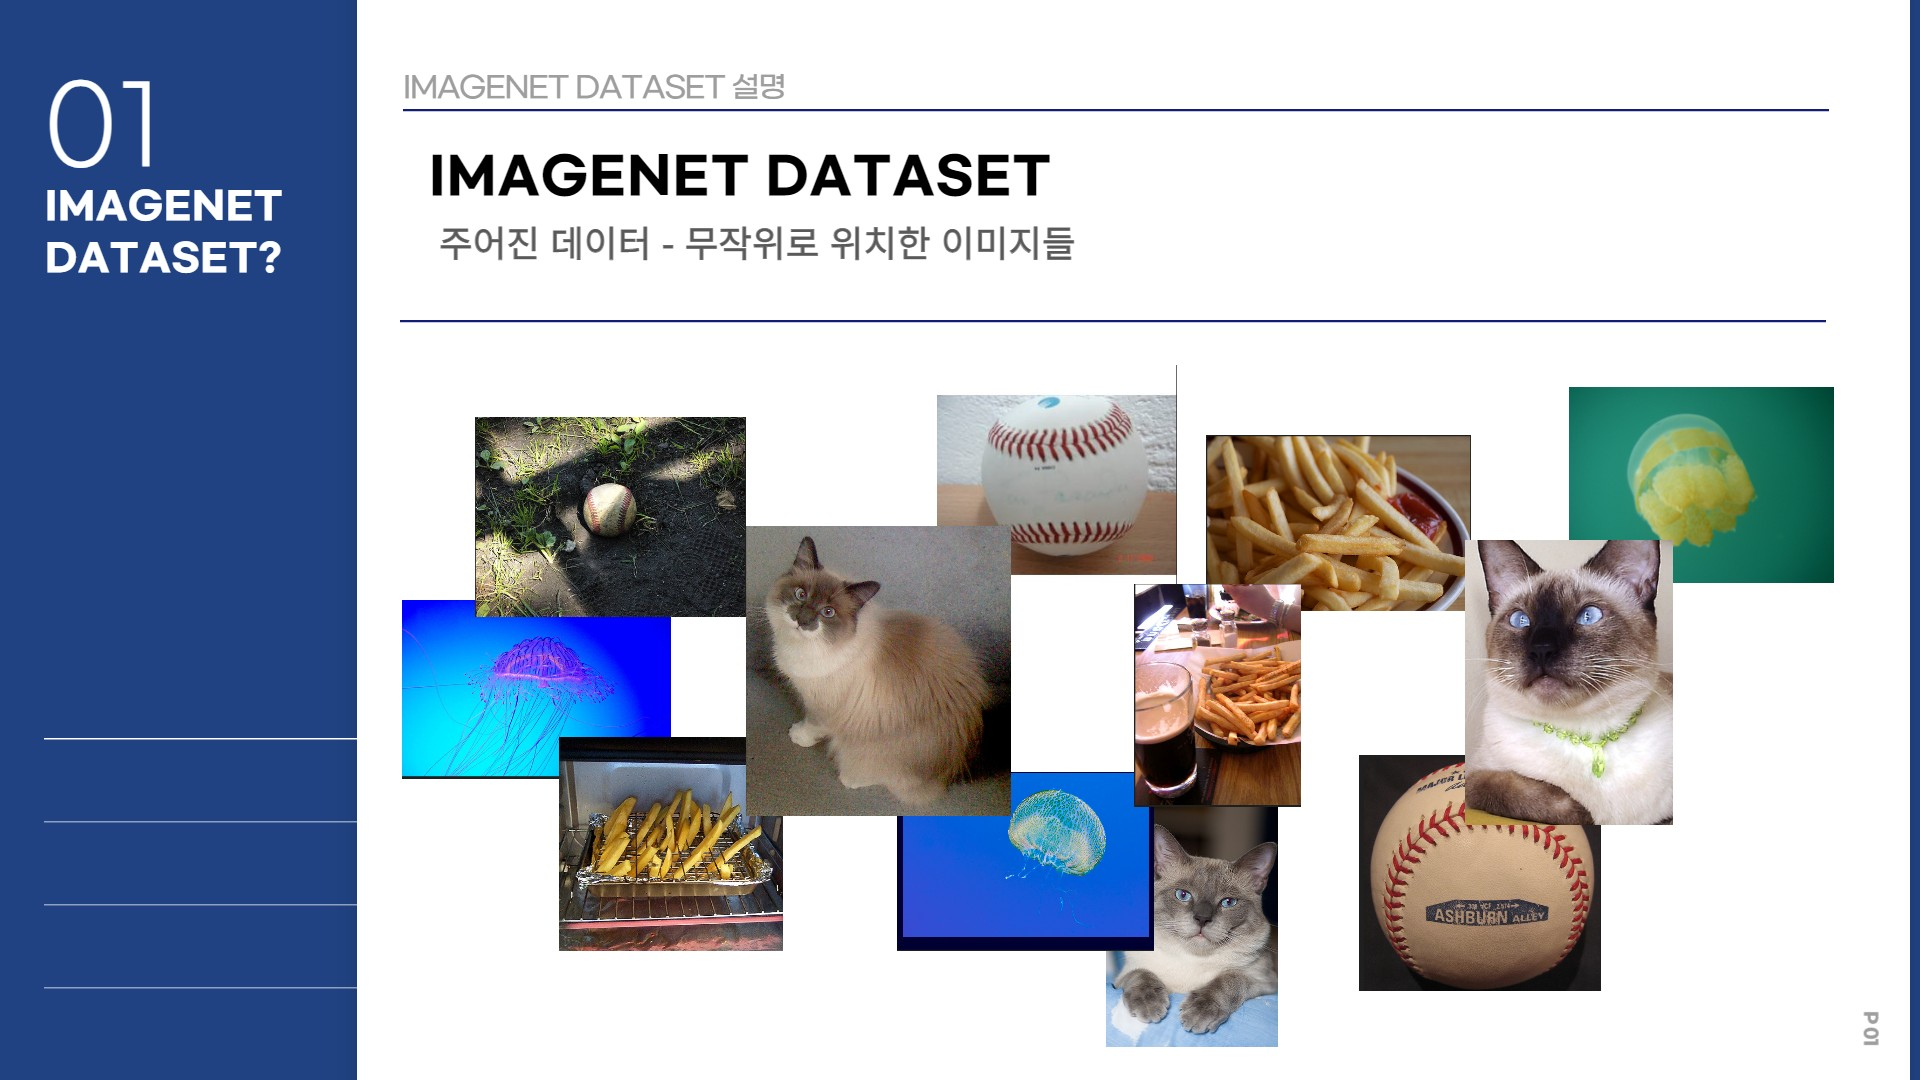 01
IMAGENET
DATASET?
IMAGENET DATASET 설명
IMAGENET DATASET
주어진 데이터 - 무작위로 위치한 이미지들
ASHBURN ALLEY
P 01